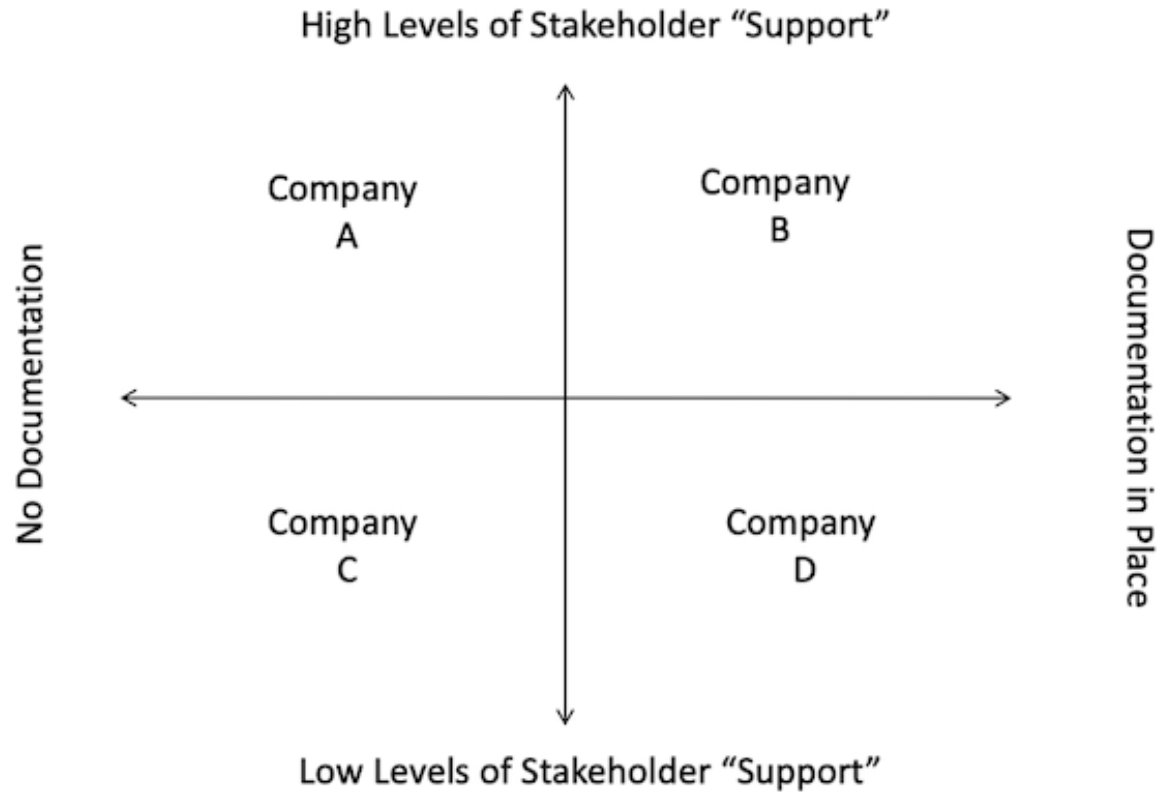 High Levels of Stakeholder “Support”
Company
A
Company
B
No Documentation
Documentation in Place
Company
C
Company
D
Low Levels of Stakeholder “Support”